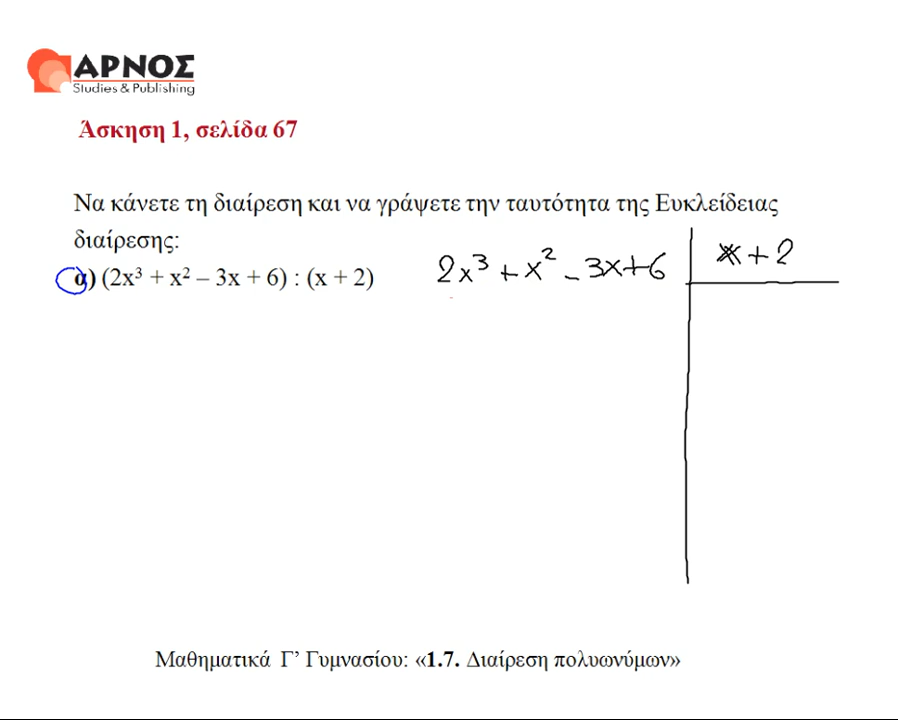 ΑΡΝΟΣ
Studies & Publishing
Άσκηση 1, σελίδα 67
Να κάνετε τη διαίρεση και να γράψετε την ταυτότητα της Ευκλείδειας
διαίρεσης:
α) (2x³ + x² – 3x + 6) : (x + 2)
2x³ + x² - 3x + 6
x + 2
Μαθηματικά Γ’ Γυμνασίου: «1.7. Διαίρεση πολυωνύμων»